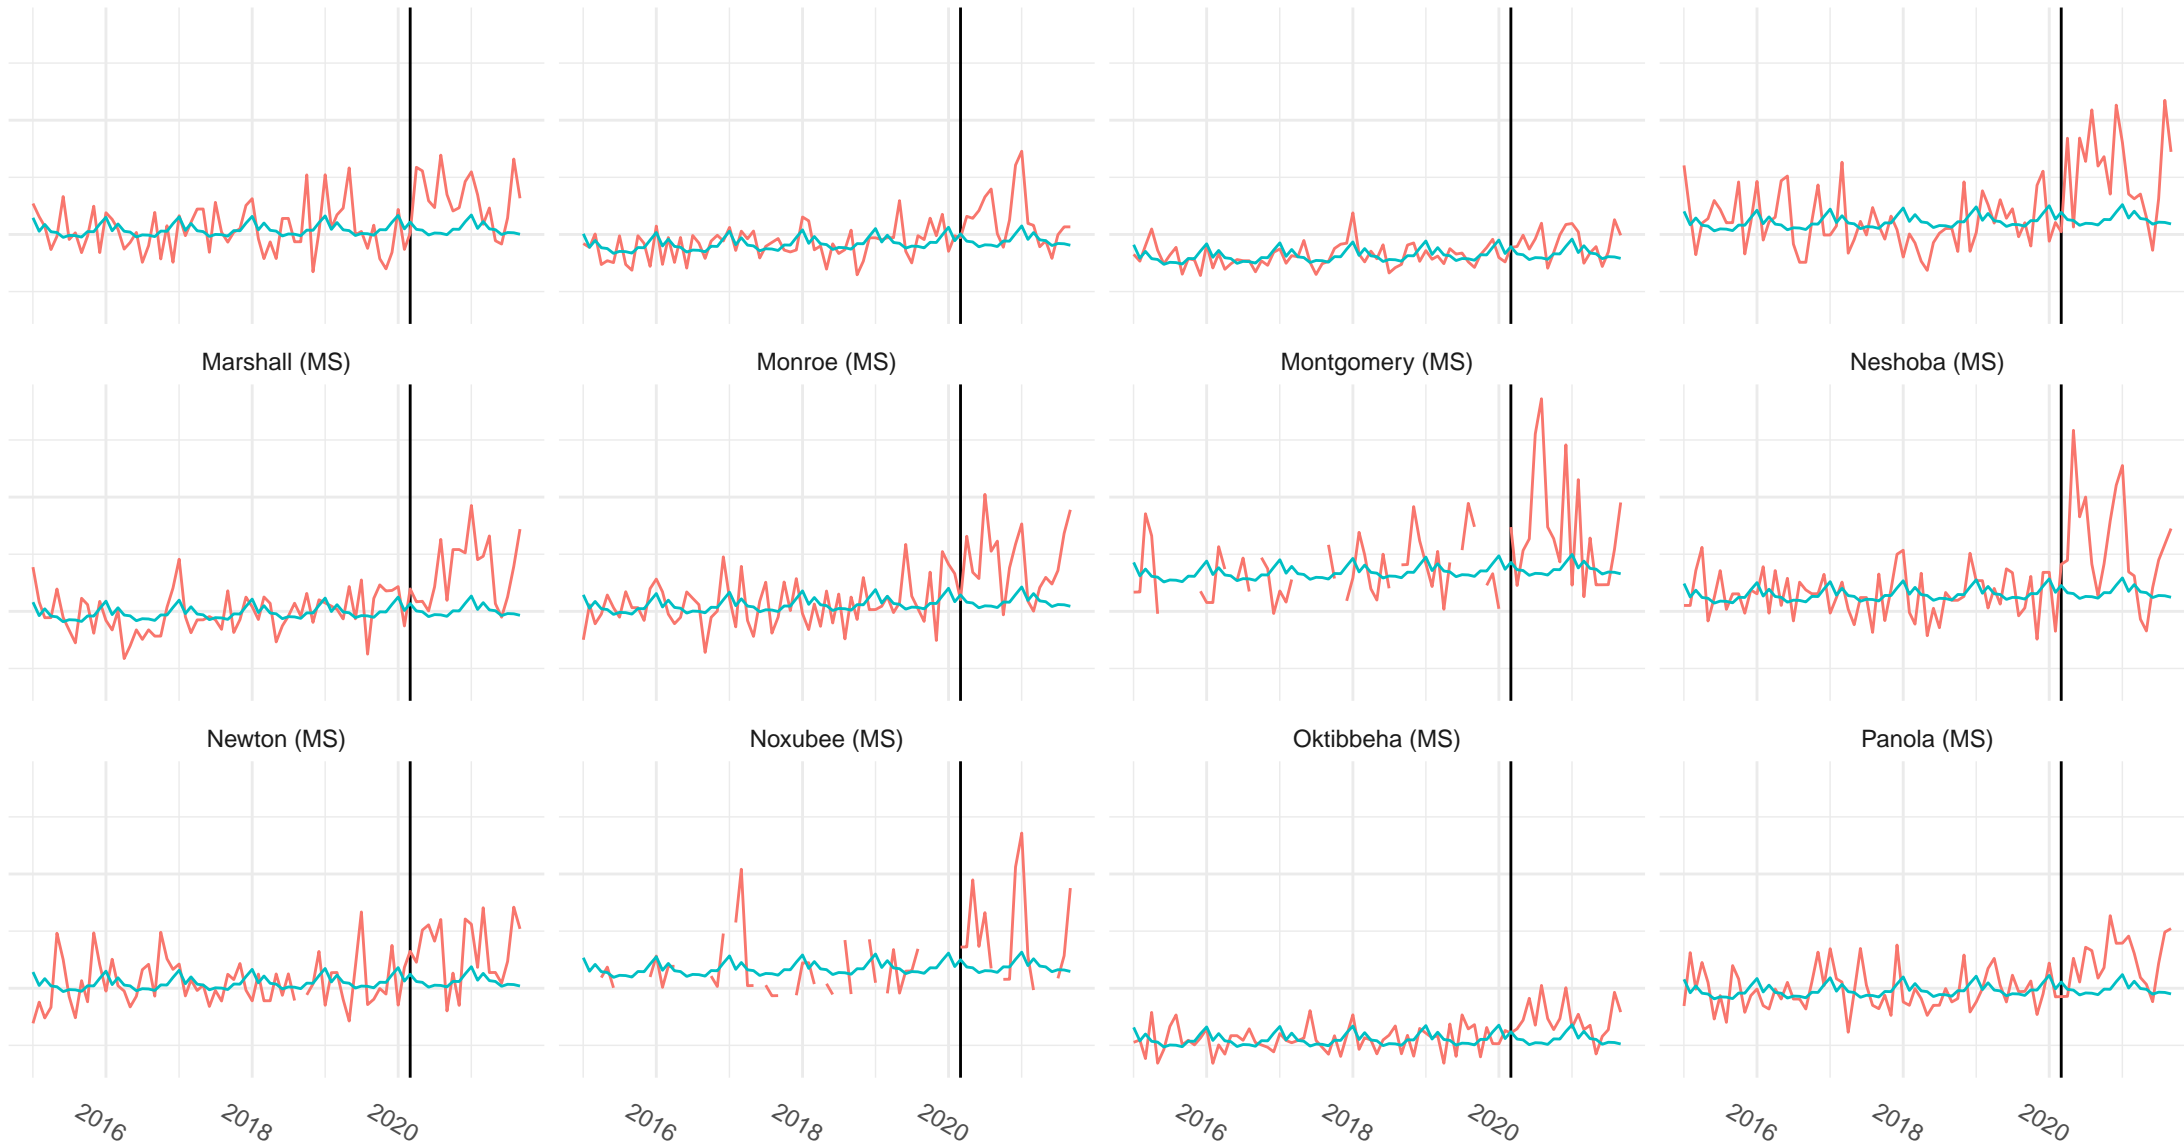 Marshall (MS) Monroe (MS) Montgomery (MS) Neshoba (MS)
Newton (MS) Noxubee (MS) Oktibbeha (MS) Panola (MS)
2016 2018 2020 2016 2018 2020 2016 2018 2020 2016 2018 2020